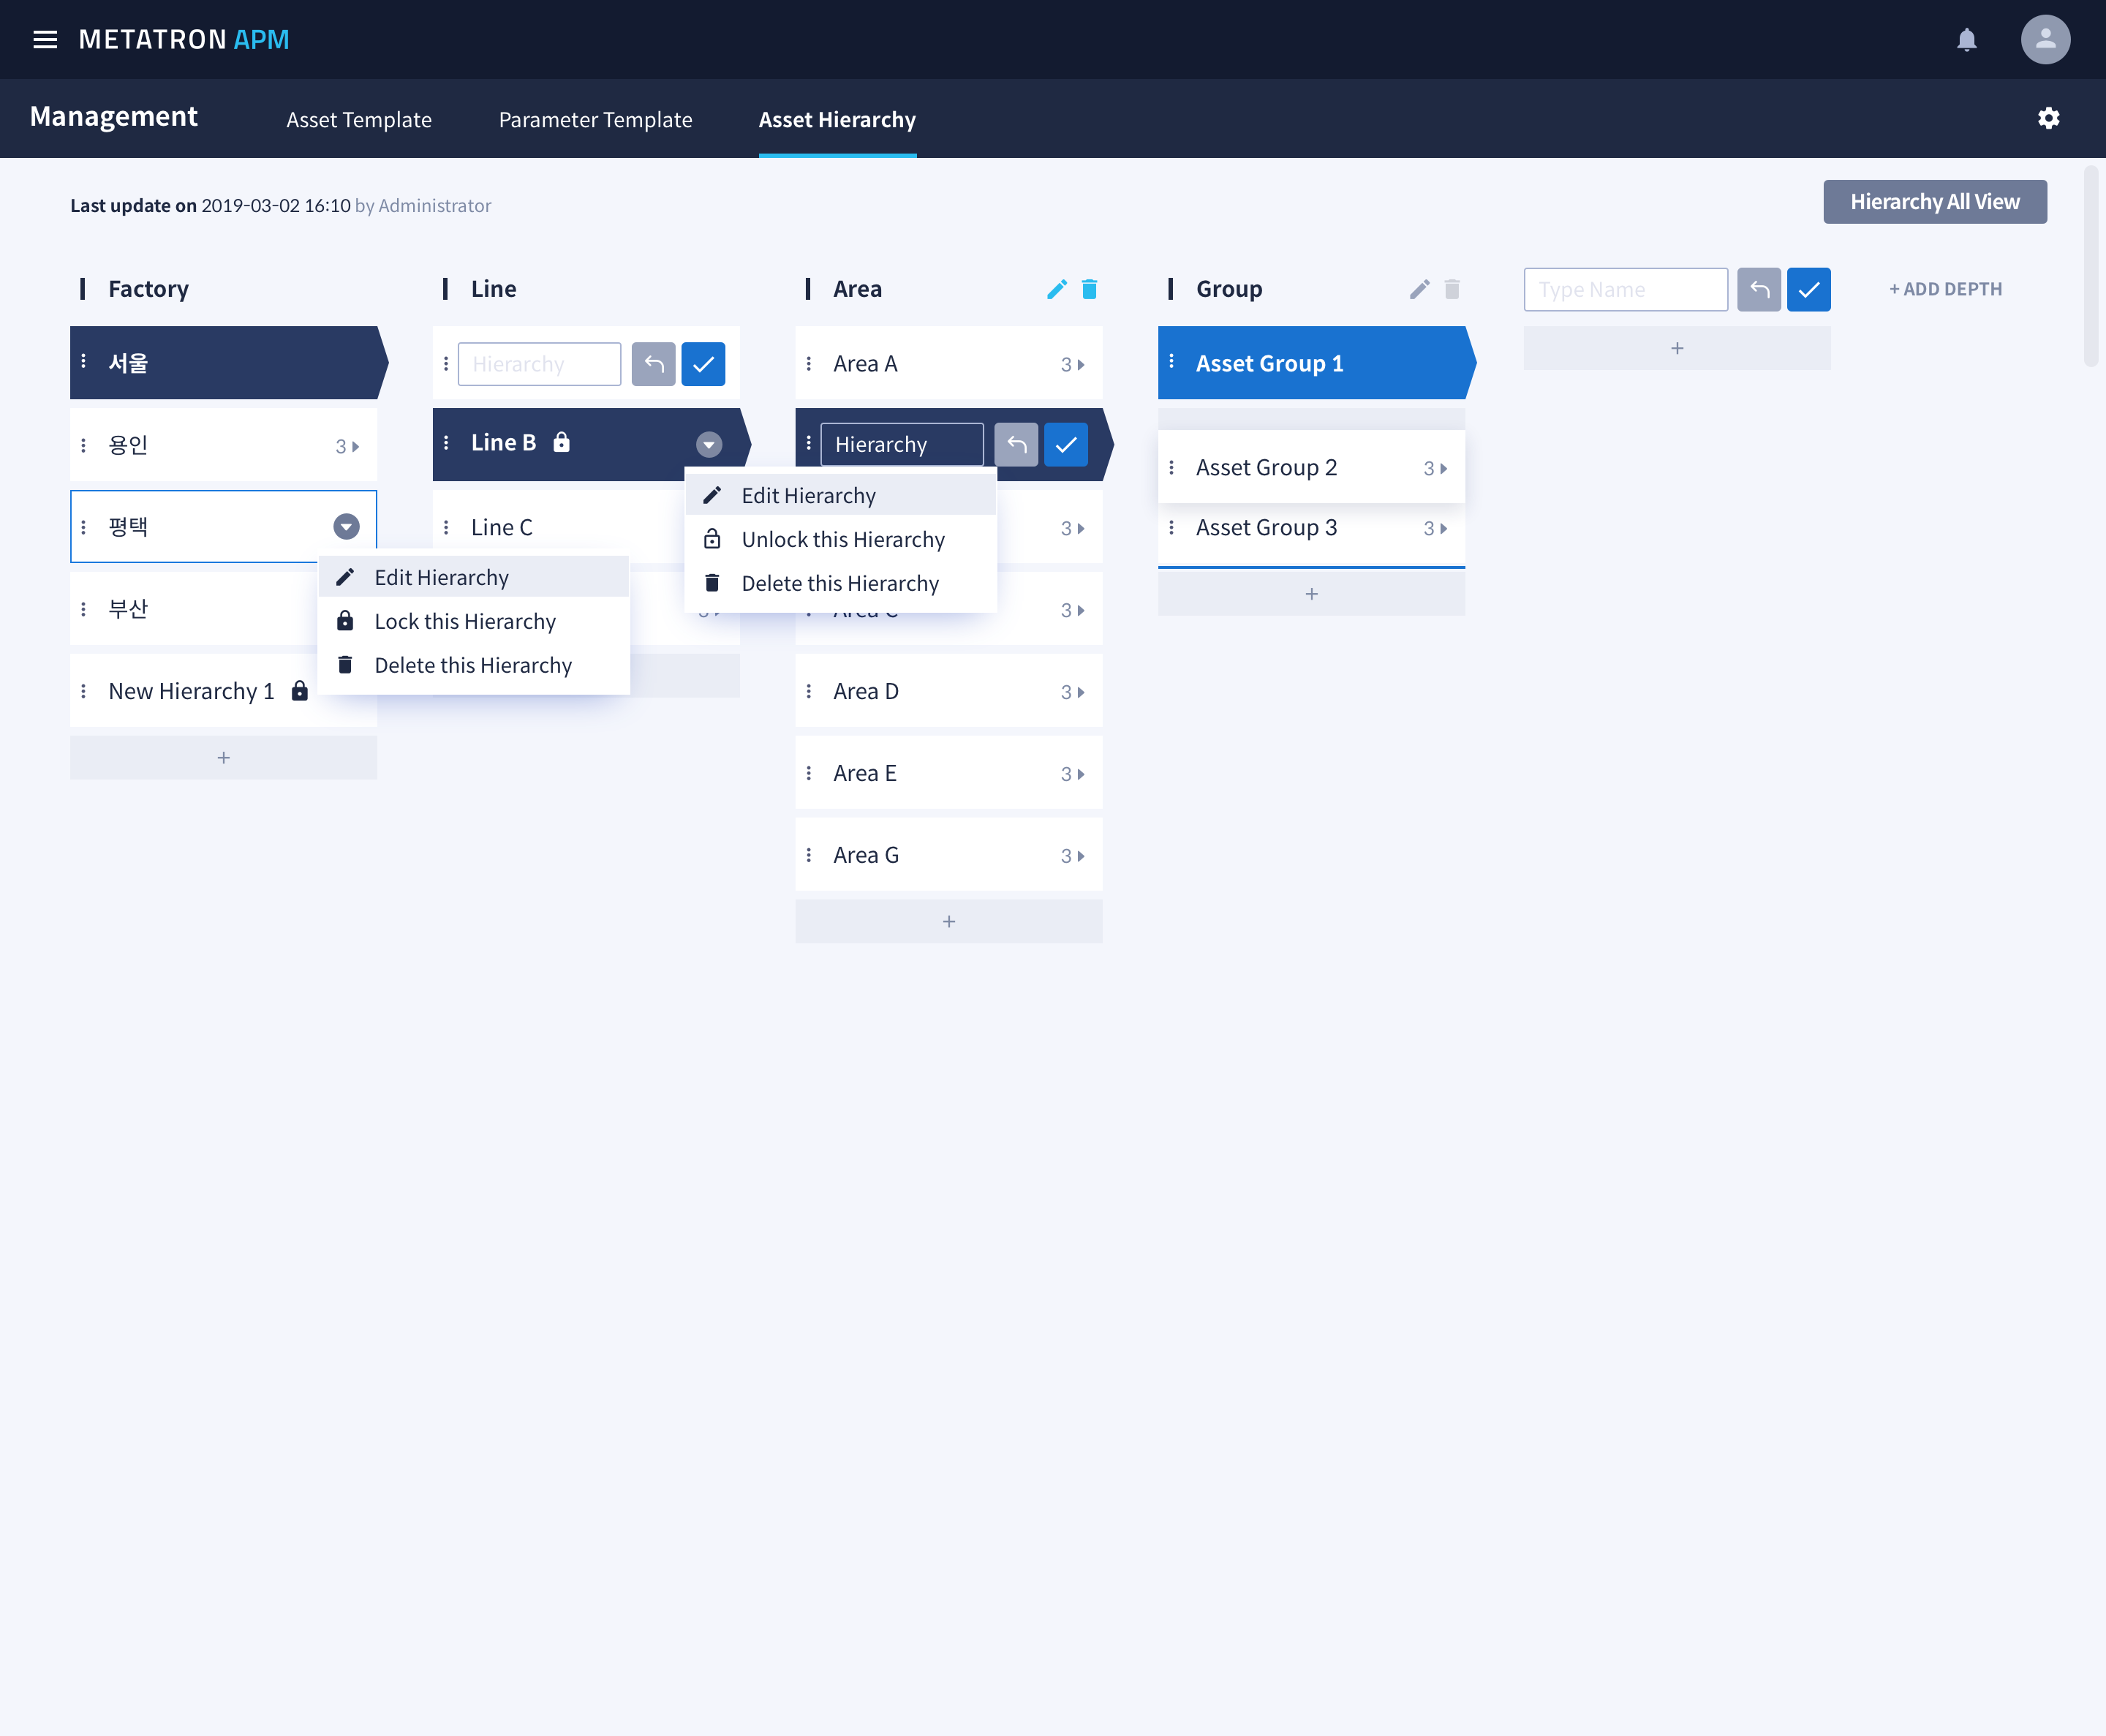 METATRON APM
Management
Asset Template
Parameter Template
Asset Hierarchy
Last update on 2019-03-02 16:10 by Administrator
Hierarchy All View
Factory
서울
용인
3
평택
부산
New Hierarchy 1
+
Edit Hierarchy
Lock this Hierarchy
Delete this Hierarchy
Line
Hierarchy
Line B
Line C
Edit Hierarchy
Unlock this Hierarchy
Delete this Hierarchy
Area
Area A
3
Hierarchy
3
3
Area D
3
Area E
3
Area G
3
+
Group
Asset Group 1
Asset Group 2
3
Asset Group 3
3
+
Type Name
+
+ ADD DEPTH